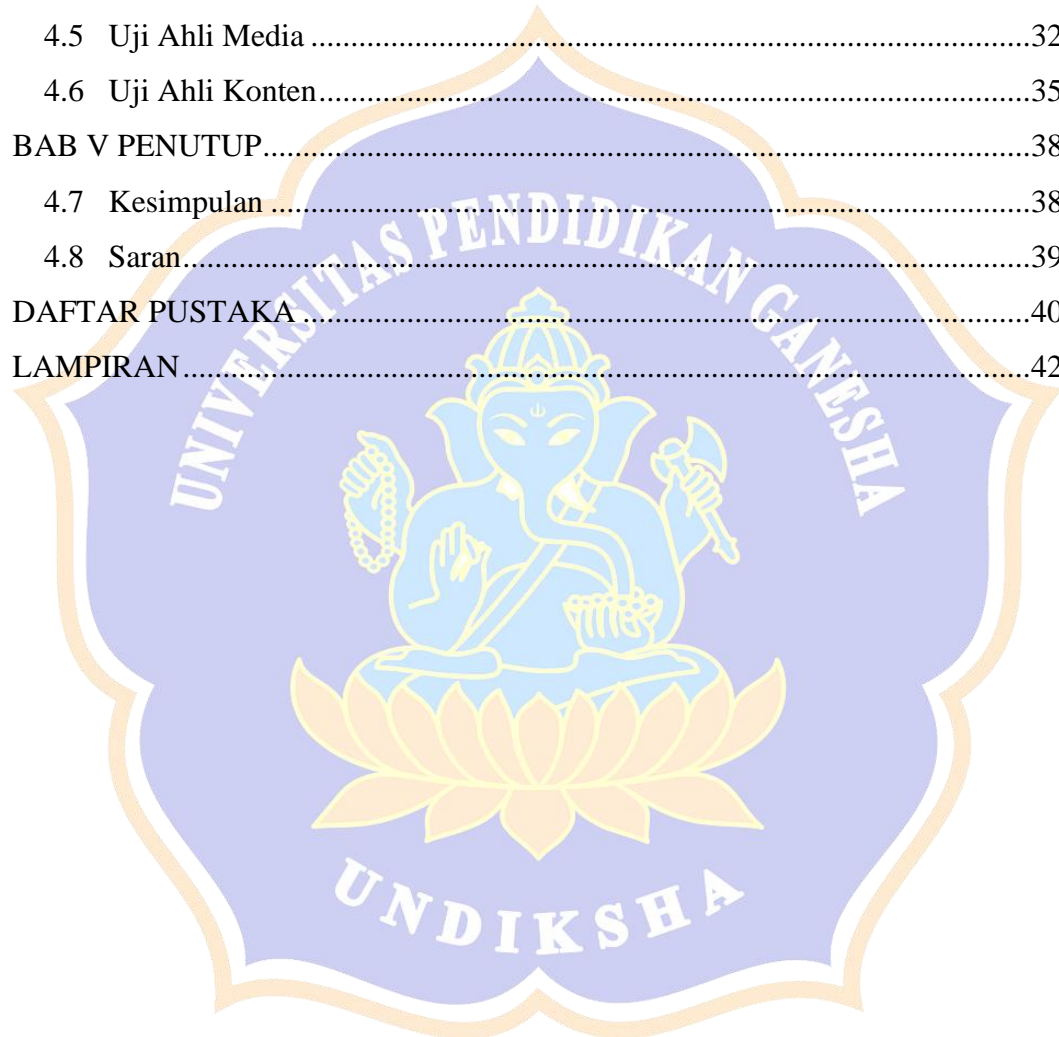 4.5 Uji Ahli Media ........................................................................................32
4.6 Uji Ahli Konten.......................................................................................35
BAB V PENUTUP............................................................................................38
4.7 Kesimpulan .............................................................................................38
4.8 Saran........................................................................................................39
DAFTAR PUSTAKA ........................................................................................40
LAMPIRAN......................................................................................................42
UNIVERSITAS PENDIDIKAN GANESHA
UNDIKSHA